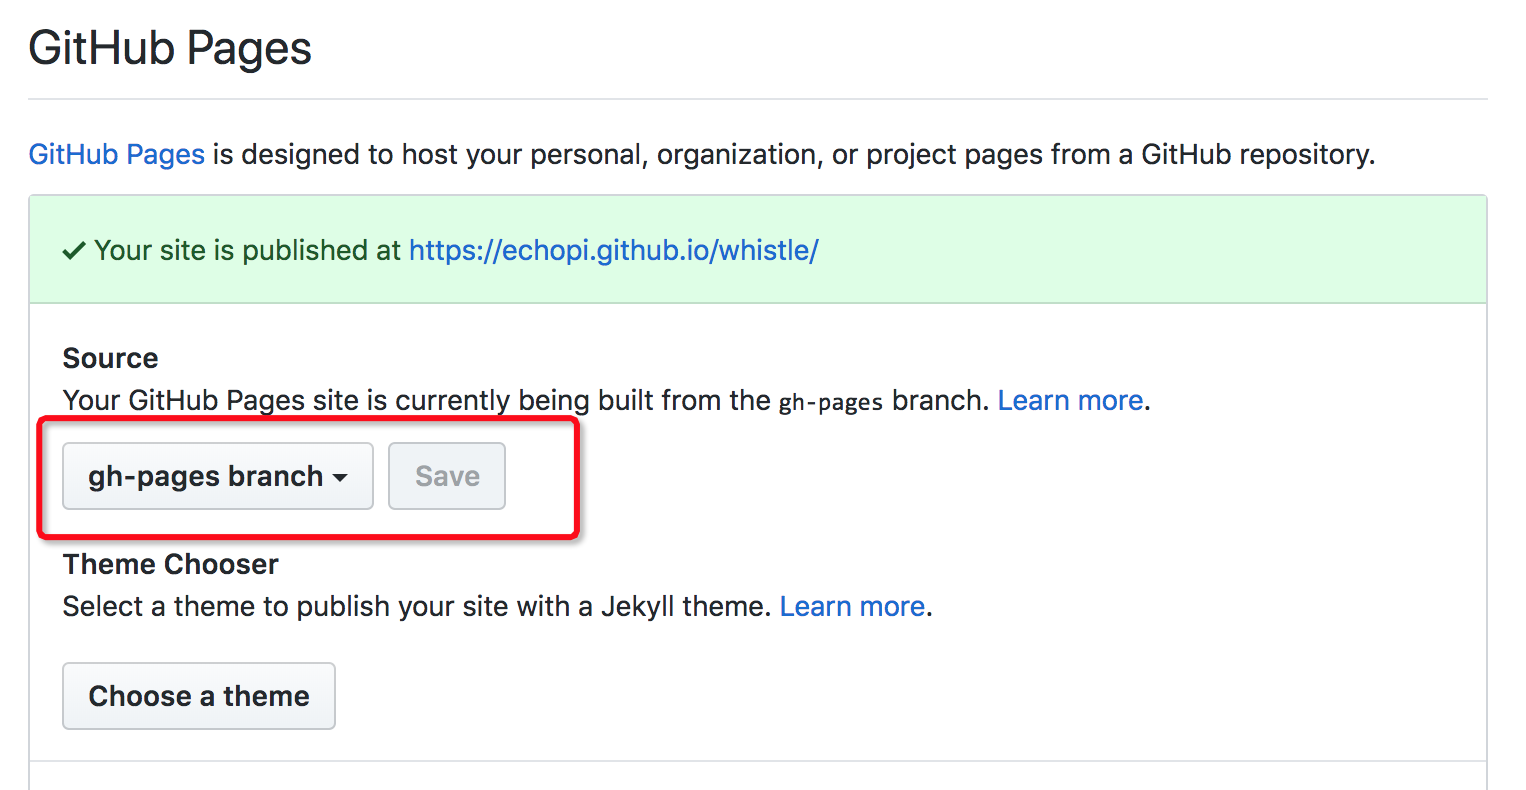 GitHub Pages
GitHub Pages is designed to host your personal, organization, or project pages from a GitHub repository.
Your site is published at https://echopi.github.io/whistle/
Source
Your GitHub Pages site is currently being built from the gh-pages branch. Learn more.
gh-pages branch Save
Theme Chooser
Select a theme to publish your site with a Jekyll theme. Learn more.
Choose a theme